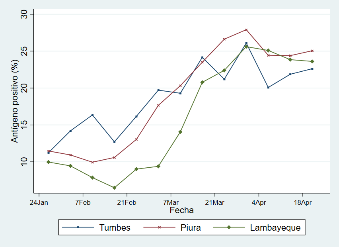 Antígeno positivo (%)
30
25
20
15
10
24Jan 7Feb 21Feb 7Mar 21Mar 4Apr 18Apr
Fecha
Tumbes Piura Lambayeque